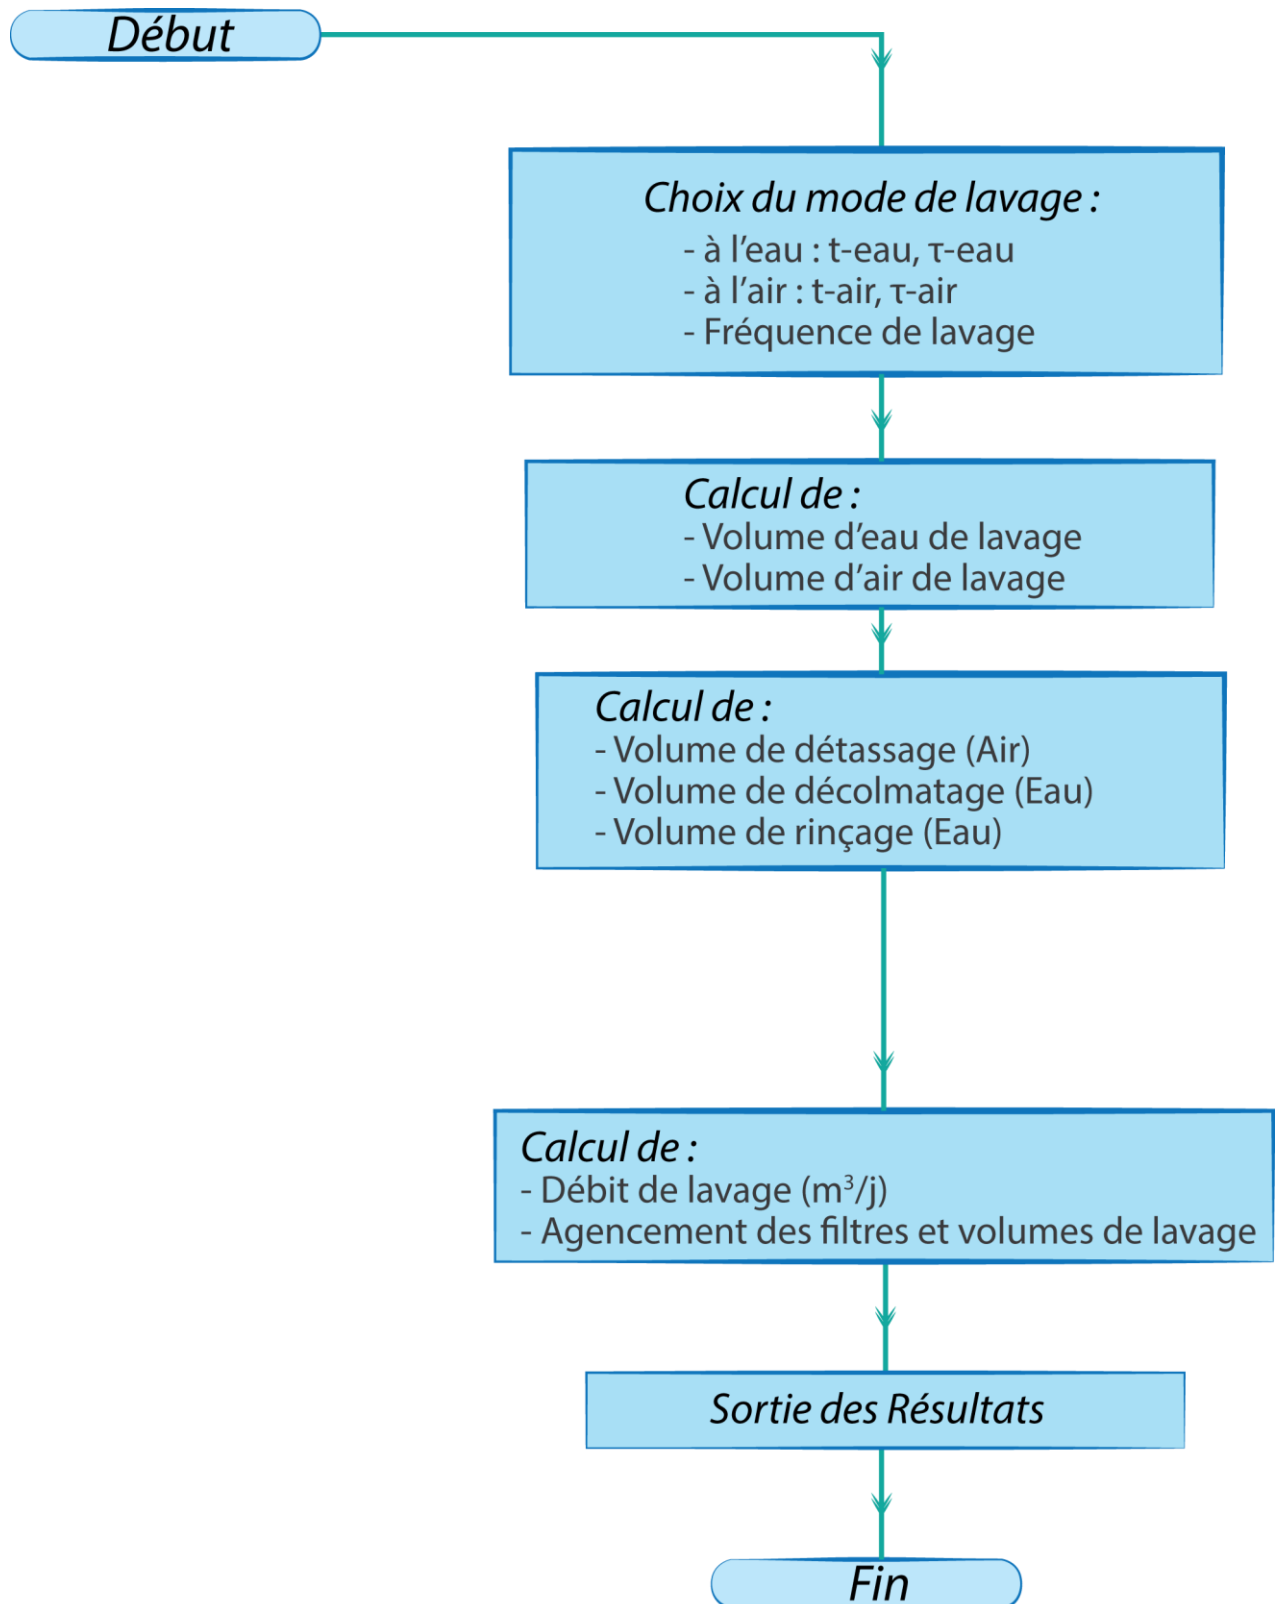 Début
Choix du mode de lavage :
- à l’eau : t-eau, τ-eau
- à l’air : t-air, τ-air
- Fréquence de lavage
Calcul de :
- Volume d’eau de lavage
- Volume d’air de lavage
Calcul de :
- Volume de détassage (Air)
- Volume de décolmatage (Eau)
- Volume de rinçage (Eau)
Calcul de :
- Débit de lavage (m³/j)
- Agencement des filtres et volumes de lavage
Sortie des Résultats
Fin